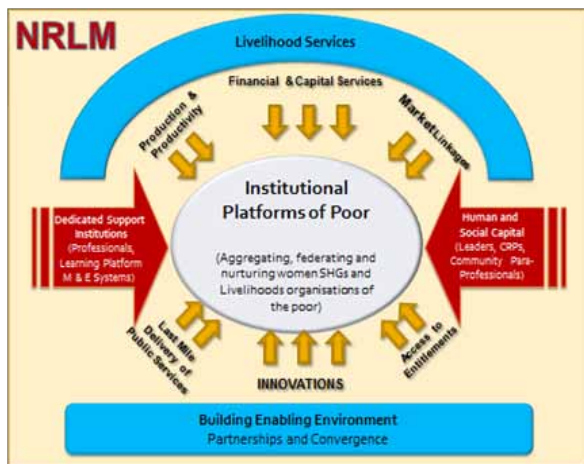 NRLM
Livelihood Services
Financial & Capital Services
Production &
Productivity
Market Linkages
Institutional
Platforms of Poor
(Aggregating, federating and
nurturing women SHGs and
Livelihoods organisations of
the poor)
Dedicated Support
Institutions
(Professionals,
Learning Platform
M & E Systems)
Human and
Social Capital
(Leaders, CRPs,
Community Para-
Professionals)
Last Mile
Delivery of
Public Services
INNOVATIONS
Access to
Entitlements
Building Enabling Environment
Partnerships and Convergence